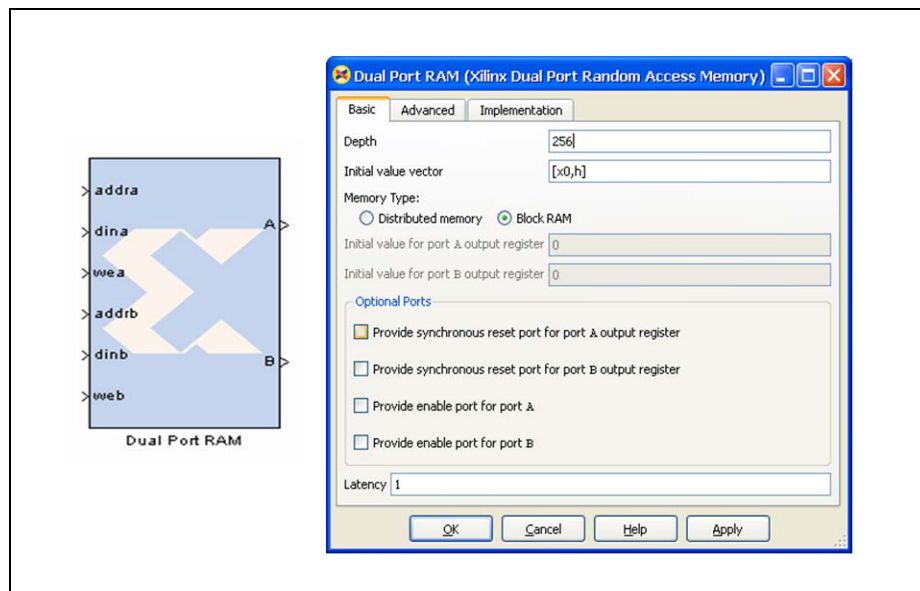 addra
dina
wea
addrb
dinb
web
A
B
Dual Port RAM
Dual Port RAM (Xilinx Dual Port Random Access Memory)
Basic Advanced Implementation
Depth 256
Initial value vector [x0,h]
Memory Type:
Distributed memory Block RAM
Initial value for port A output register 0
Initial value for port B output register 0
Optional Ports
Provide synchronous reset port for port A output register
Provide synchronous reset port for port B output register
Provide enable port for port A
Provide enable port for port B
Latency 1
OK Cancel Help Apply